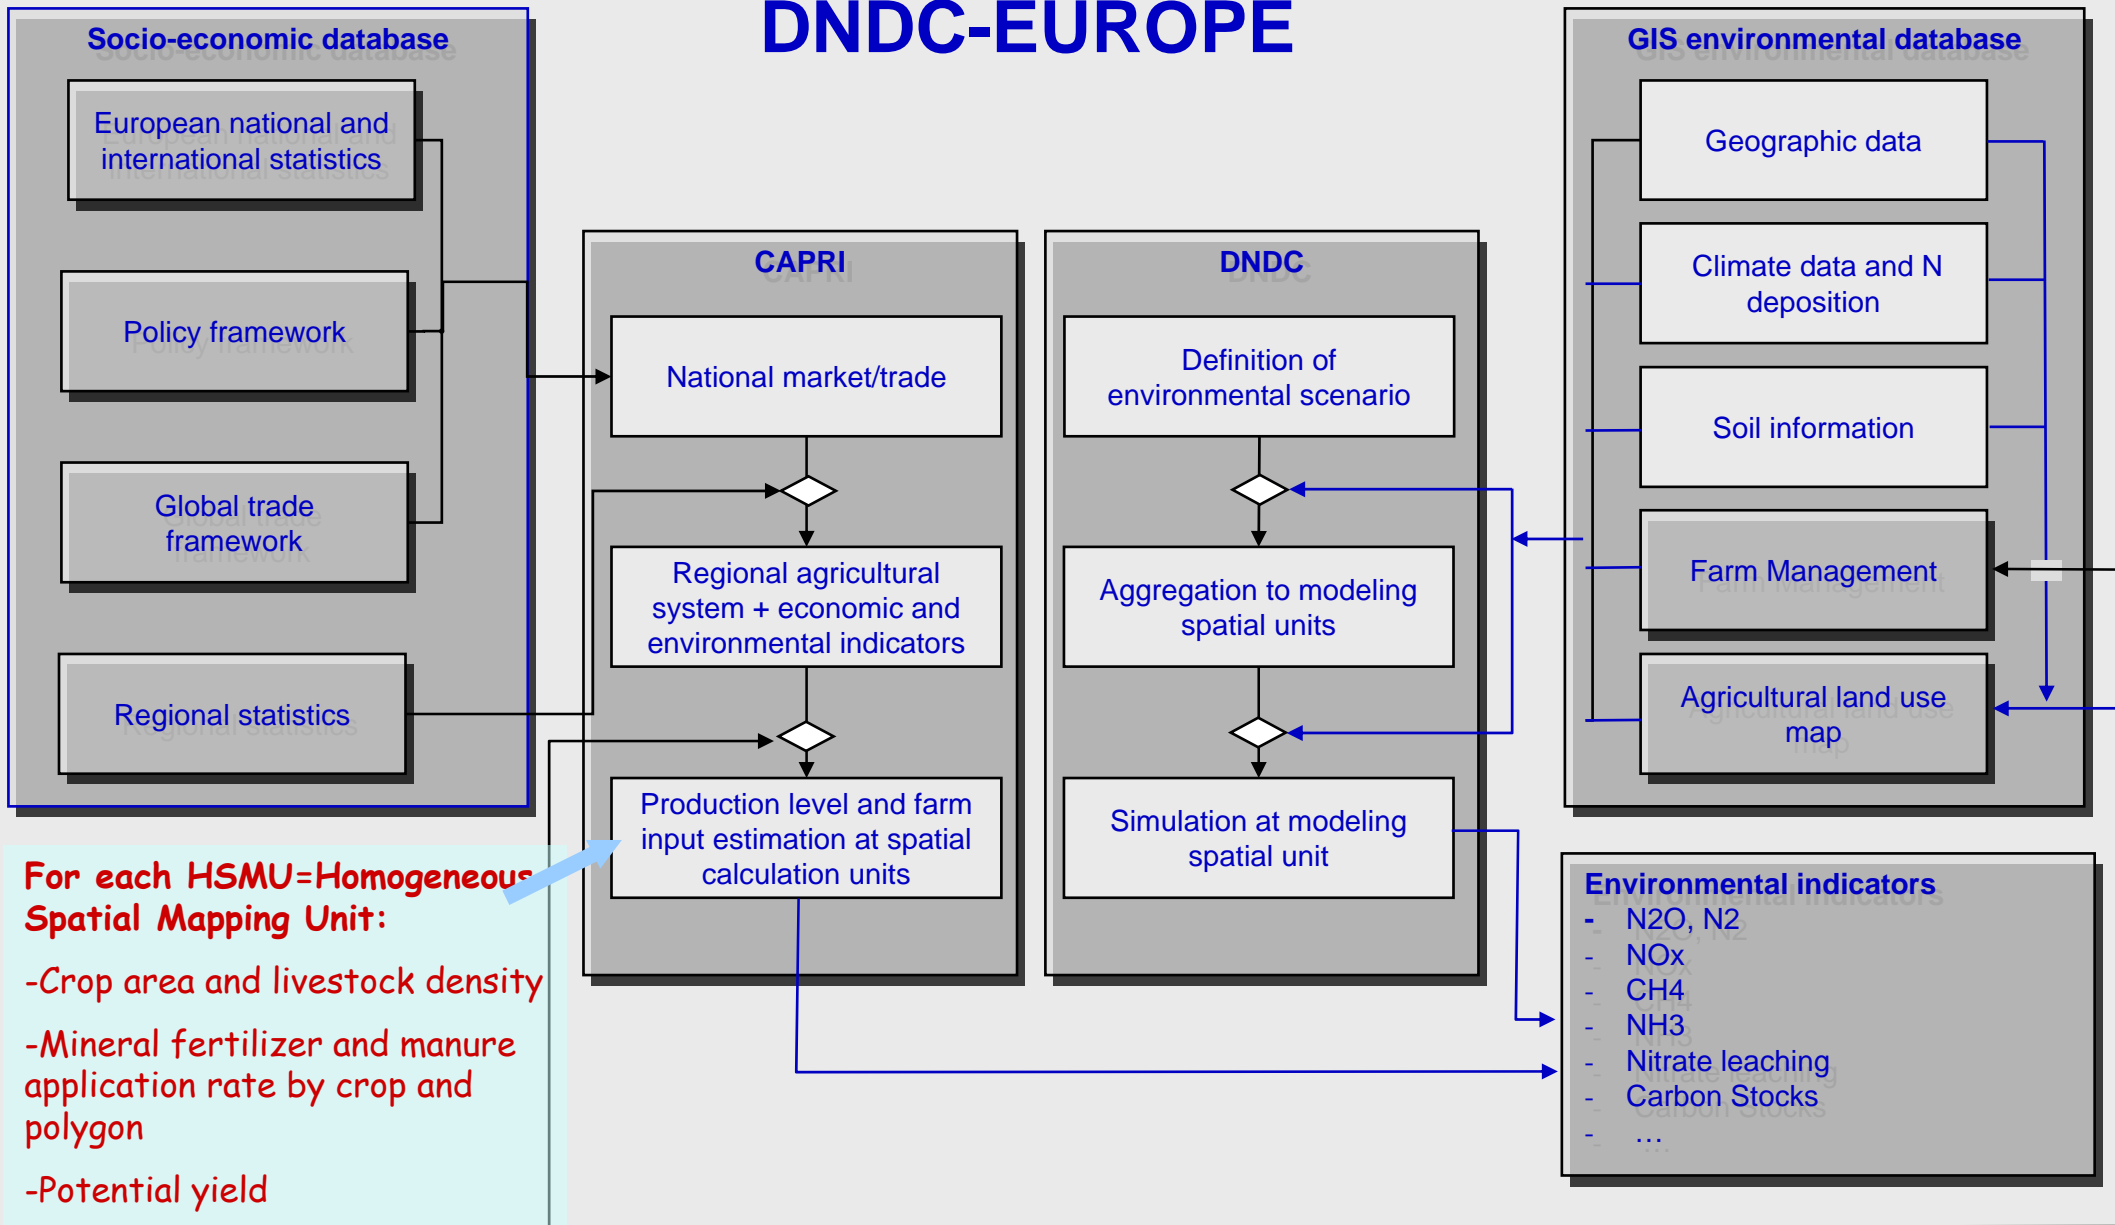 DNDC-EUROPE
Socio-economic database
European national and
international statistics
Policy framework
Global trade
framework
Regional statistics
CAPRI
National market/trade
Regional agricultural
system + economic and
environmental indicators
Production level and farm
input estimation at spatial
calculation units
DNDC
Definition of
environmental scenario
Aggregation to modeling
spatial units
Simulation at modeling
spatial unit
GIS environmental database
Geographic data
Climate data and N
deposition
Soil information
Farm Management
Agricultural land use
map
For each HSMU=Homogeneous
Spatial Mapping Unit:
-Crop area and livestock density
-Mineral fertilizer and manure
application rate by crop and
polygon
-Potential yield
Environmental indicators
- N2O, N2
- NOx
- CH4
- NH3
- Nitrate leaching
- Carbon Stocks
- …